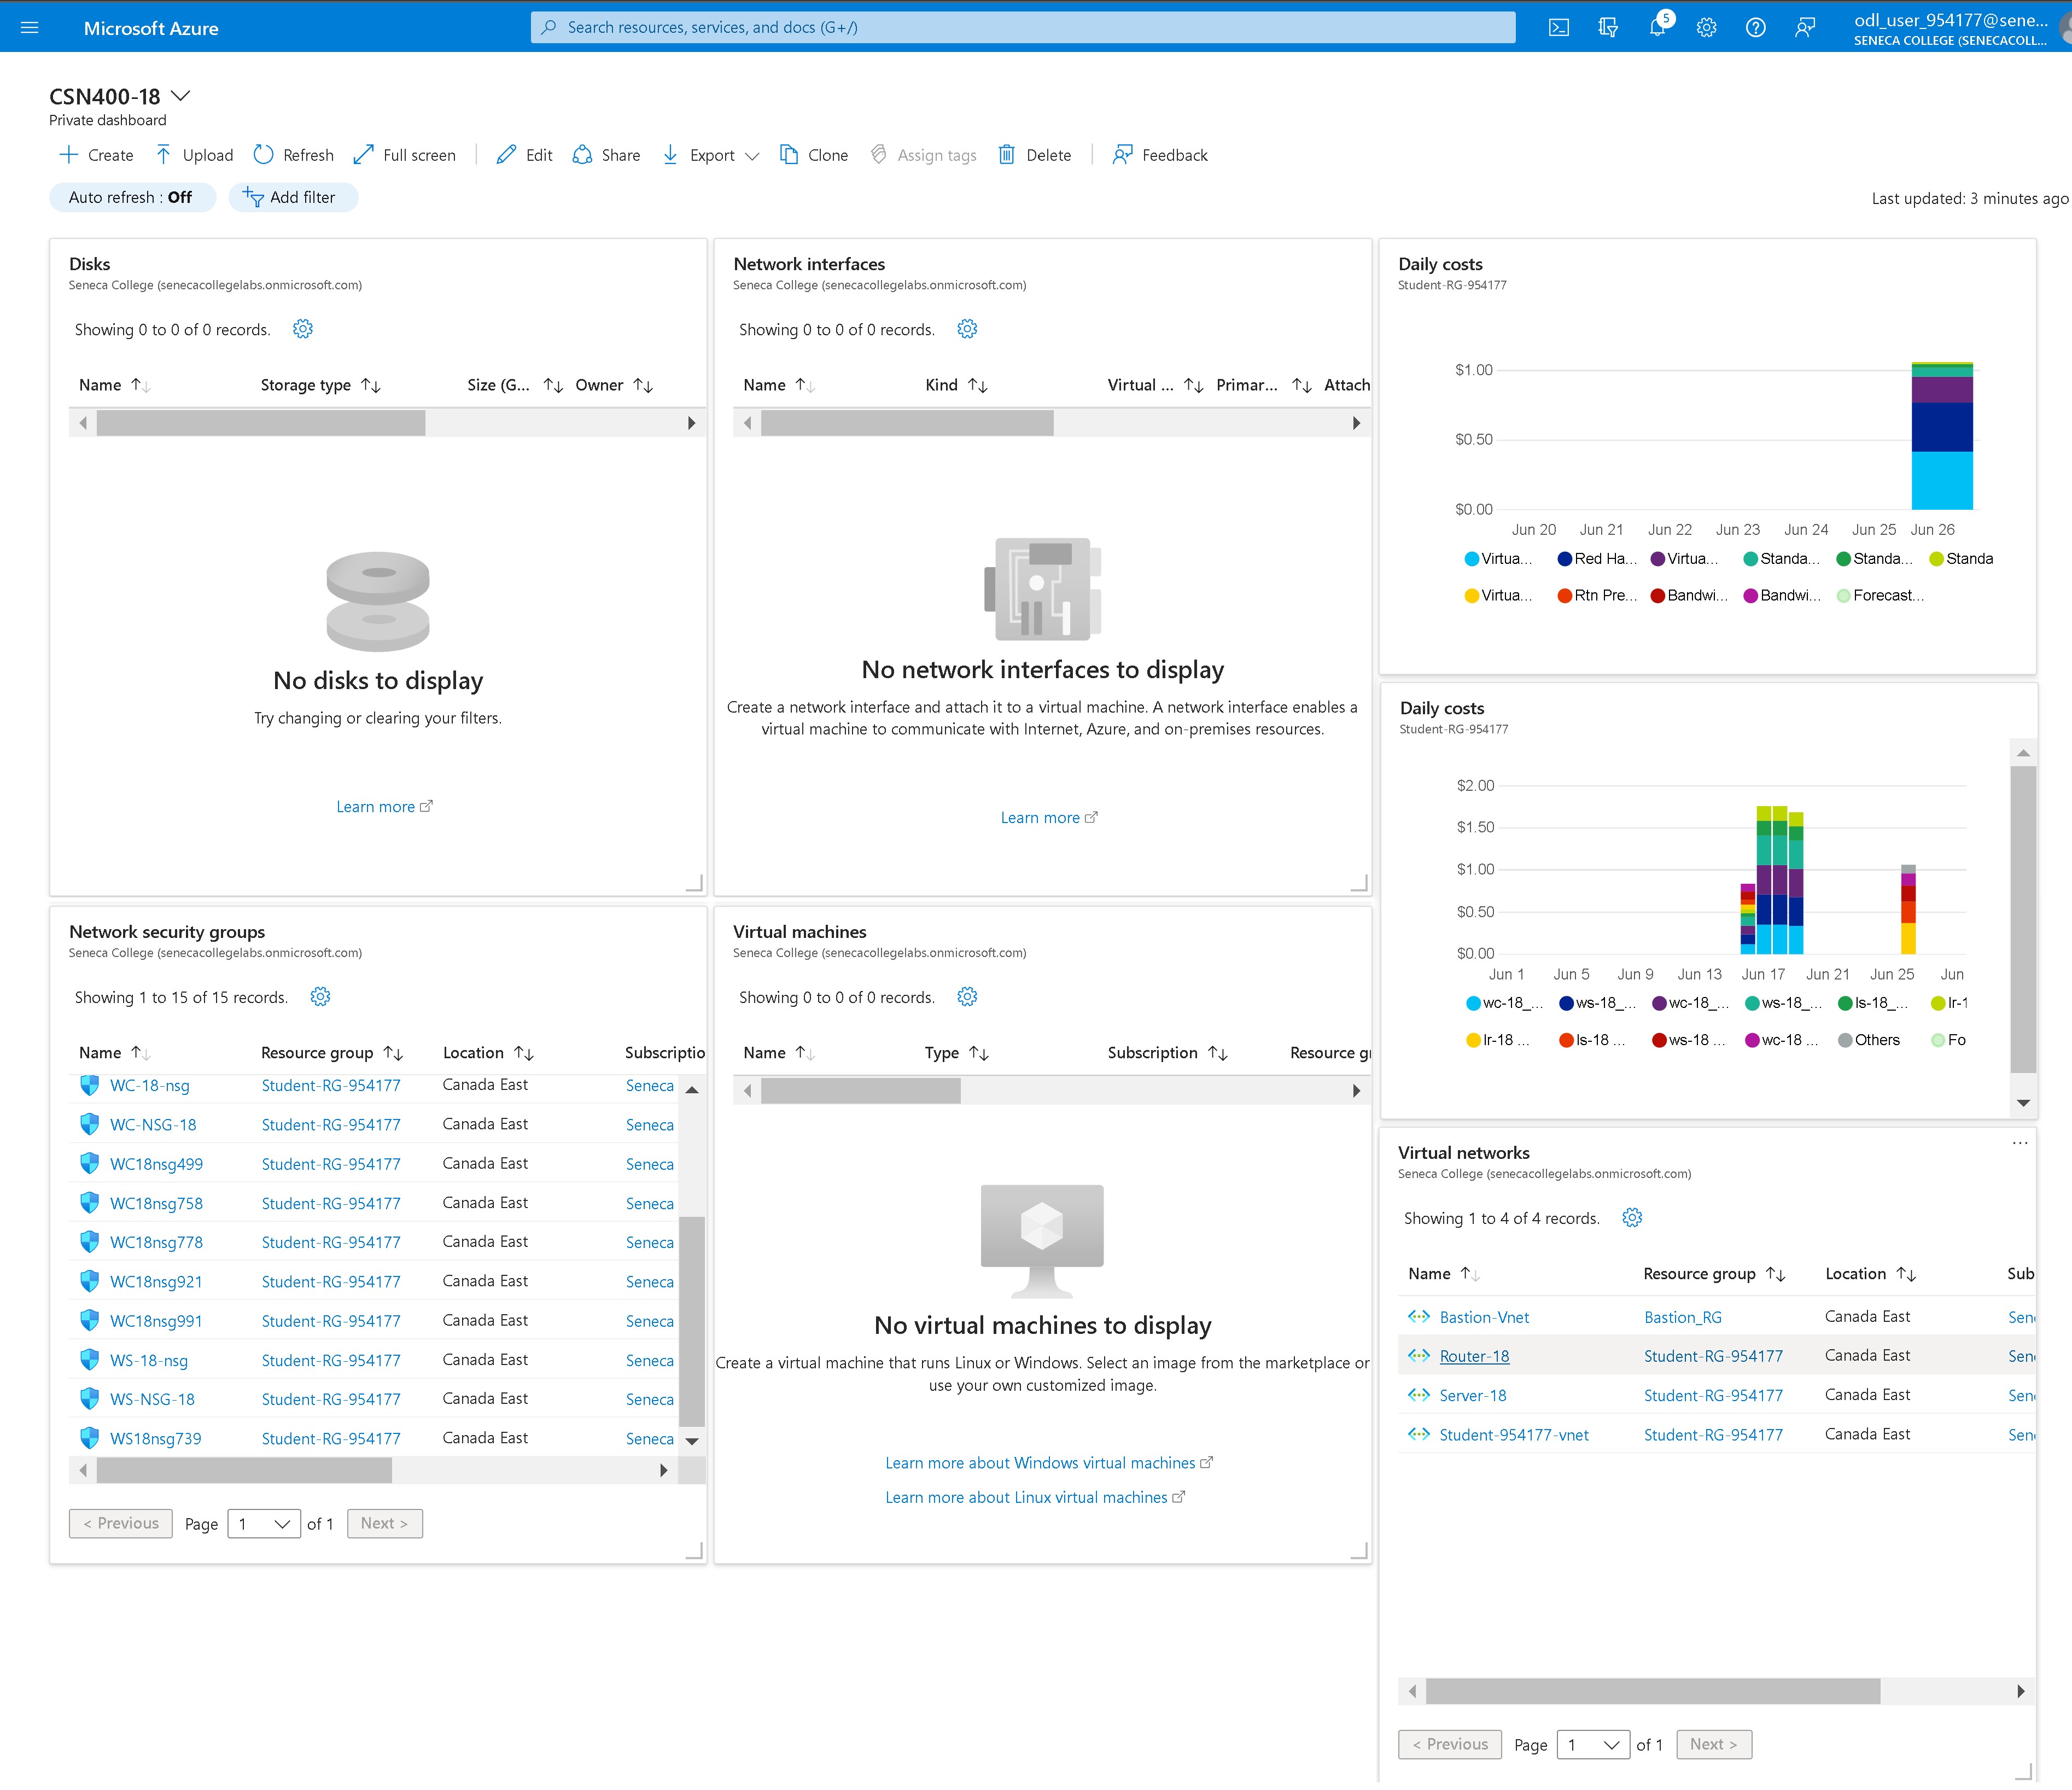 Microsoft Azure
Search resources, services, and docs (G+/)
5
odl_user_954177@sene...
SENECA COLLEGE (SENECACOLL...
CSN400-18
Private dashboard
Create Upload Refresh Full screen Edit Share Export Clone Assign tags Delete Feedback
Auto refresh : Off Add filter
Last updated: 3 minutes ago
Disks
Seneca College (senecacollegelabs.onmicrosoft.com)
Showing 0 to 0 of 0 records.
Name Storage type Size (G... Owner
No disks to display
Try changing or clearing your filters.
Learn more
Network interfaces
Seneca College (senecacollegelabs.onmicrosoft.com)
Showing 0 to 0 of 0 records.
Name Kind Virtual ... Primar... Attach
No network interfaces to display
Create a network interface and attach it to a virtual machine. A network interface enables a
virtual machine to communicate with Internet, Azure, and on-premises resources.
Learn more
Daily costs
Student-RG-954177
$1.00
$0.50
$0.00
Jun 20 Jun 21 Jun 22 Jun 23 Jun 24 Jun 25 Jun 26
Virtua... Red Ha... Virtua... Standa... Standa... Standa
Virtua... Rtn Pre... Bandwi... Bandwi... Forecast...
Daily costs
Student-RG-954177
$2.00
$1.50
$1.00
$0.50
$0.00
Jun 1 Jun 5 Jun 9 Jun 13 Jun 17 Jun 21 Jun 25 Jun
wc-18_... ws-18_... wc-18_... ws-18_... ls-18_... lr-1
lr-18 ... ls-18 ... ws-18 ... wc-18 ... Others Fo
Network security groups
Seneca College (senecacollegelabs.onmicrosoft.com)
Showing 1 to 15 of 15 records.
Name Resource group Location Subscriptio
WC-18-nsg Student-RG-954177 Canada East Seneca
WC-NSG-18 Student-RG-954177 Canada East Seneca
WC18nsg499 Student-RG-954177 Canada East Seneca
WC18nsg758 Student-RG-954177 Canada East Seneca
WC18nsg778 Student-RG-954177 Canada East Seneca
WC18nsg921 Student-RG-954177 Canada East Seneca
WC18nsg991 Student-RG-954177 Canada East Seneca
WS-18-nsg Student-RG-954177 Canada East Seneca
WS-NSG-18 Student-RG-954177 Canada East Seneca
WS18nsg739 Student-RG-954177 Canada East Seneca
< Previous Page 1 of 1 Next >
Virtual machines
Seneca College (senecacollegelabs.onmicrosoft.com)
Showing 0 to 0 of 0 records.
Name Type Subscription Resource gr
No virtual machines to display
Create a virtual machine that runs Linux or Windows. Select an image from the marketplace or
use your own customized image.
Learn more about Windows virtual machines
Learn more about Linux virtual machines
...
Virtual networks
Seneca College (senecacollegelabs.onmicrosoft.com)
Showing 1 to 4 of 4 records.
Name Resource group Location Sub
Bastion-Vnet Bastion_RG Canada East Sen
Router-18 Student-RG-954177 Canada East Sen
Server-18 Student-RG-954177 Canada East Sen
Student-954177-vnet Student-RG-954177 Canada East Sen
< Previous Page 1 of 1 Next >